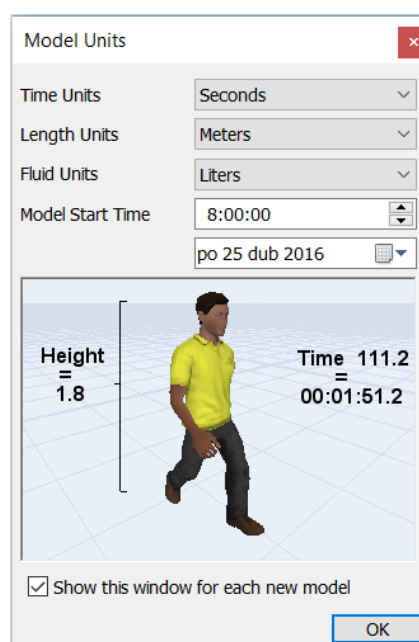 Model Units
Time Units Seconds
Length Units Meters
Fluid Units Liters
Model Start Time 8:00:00
po 25 dub 2016
Height
=
1.8
Time 111.2
=
00:01:51.2
Show this window for each new model
OK